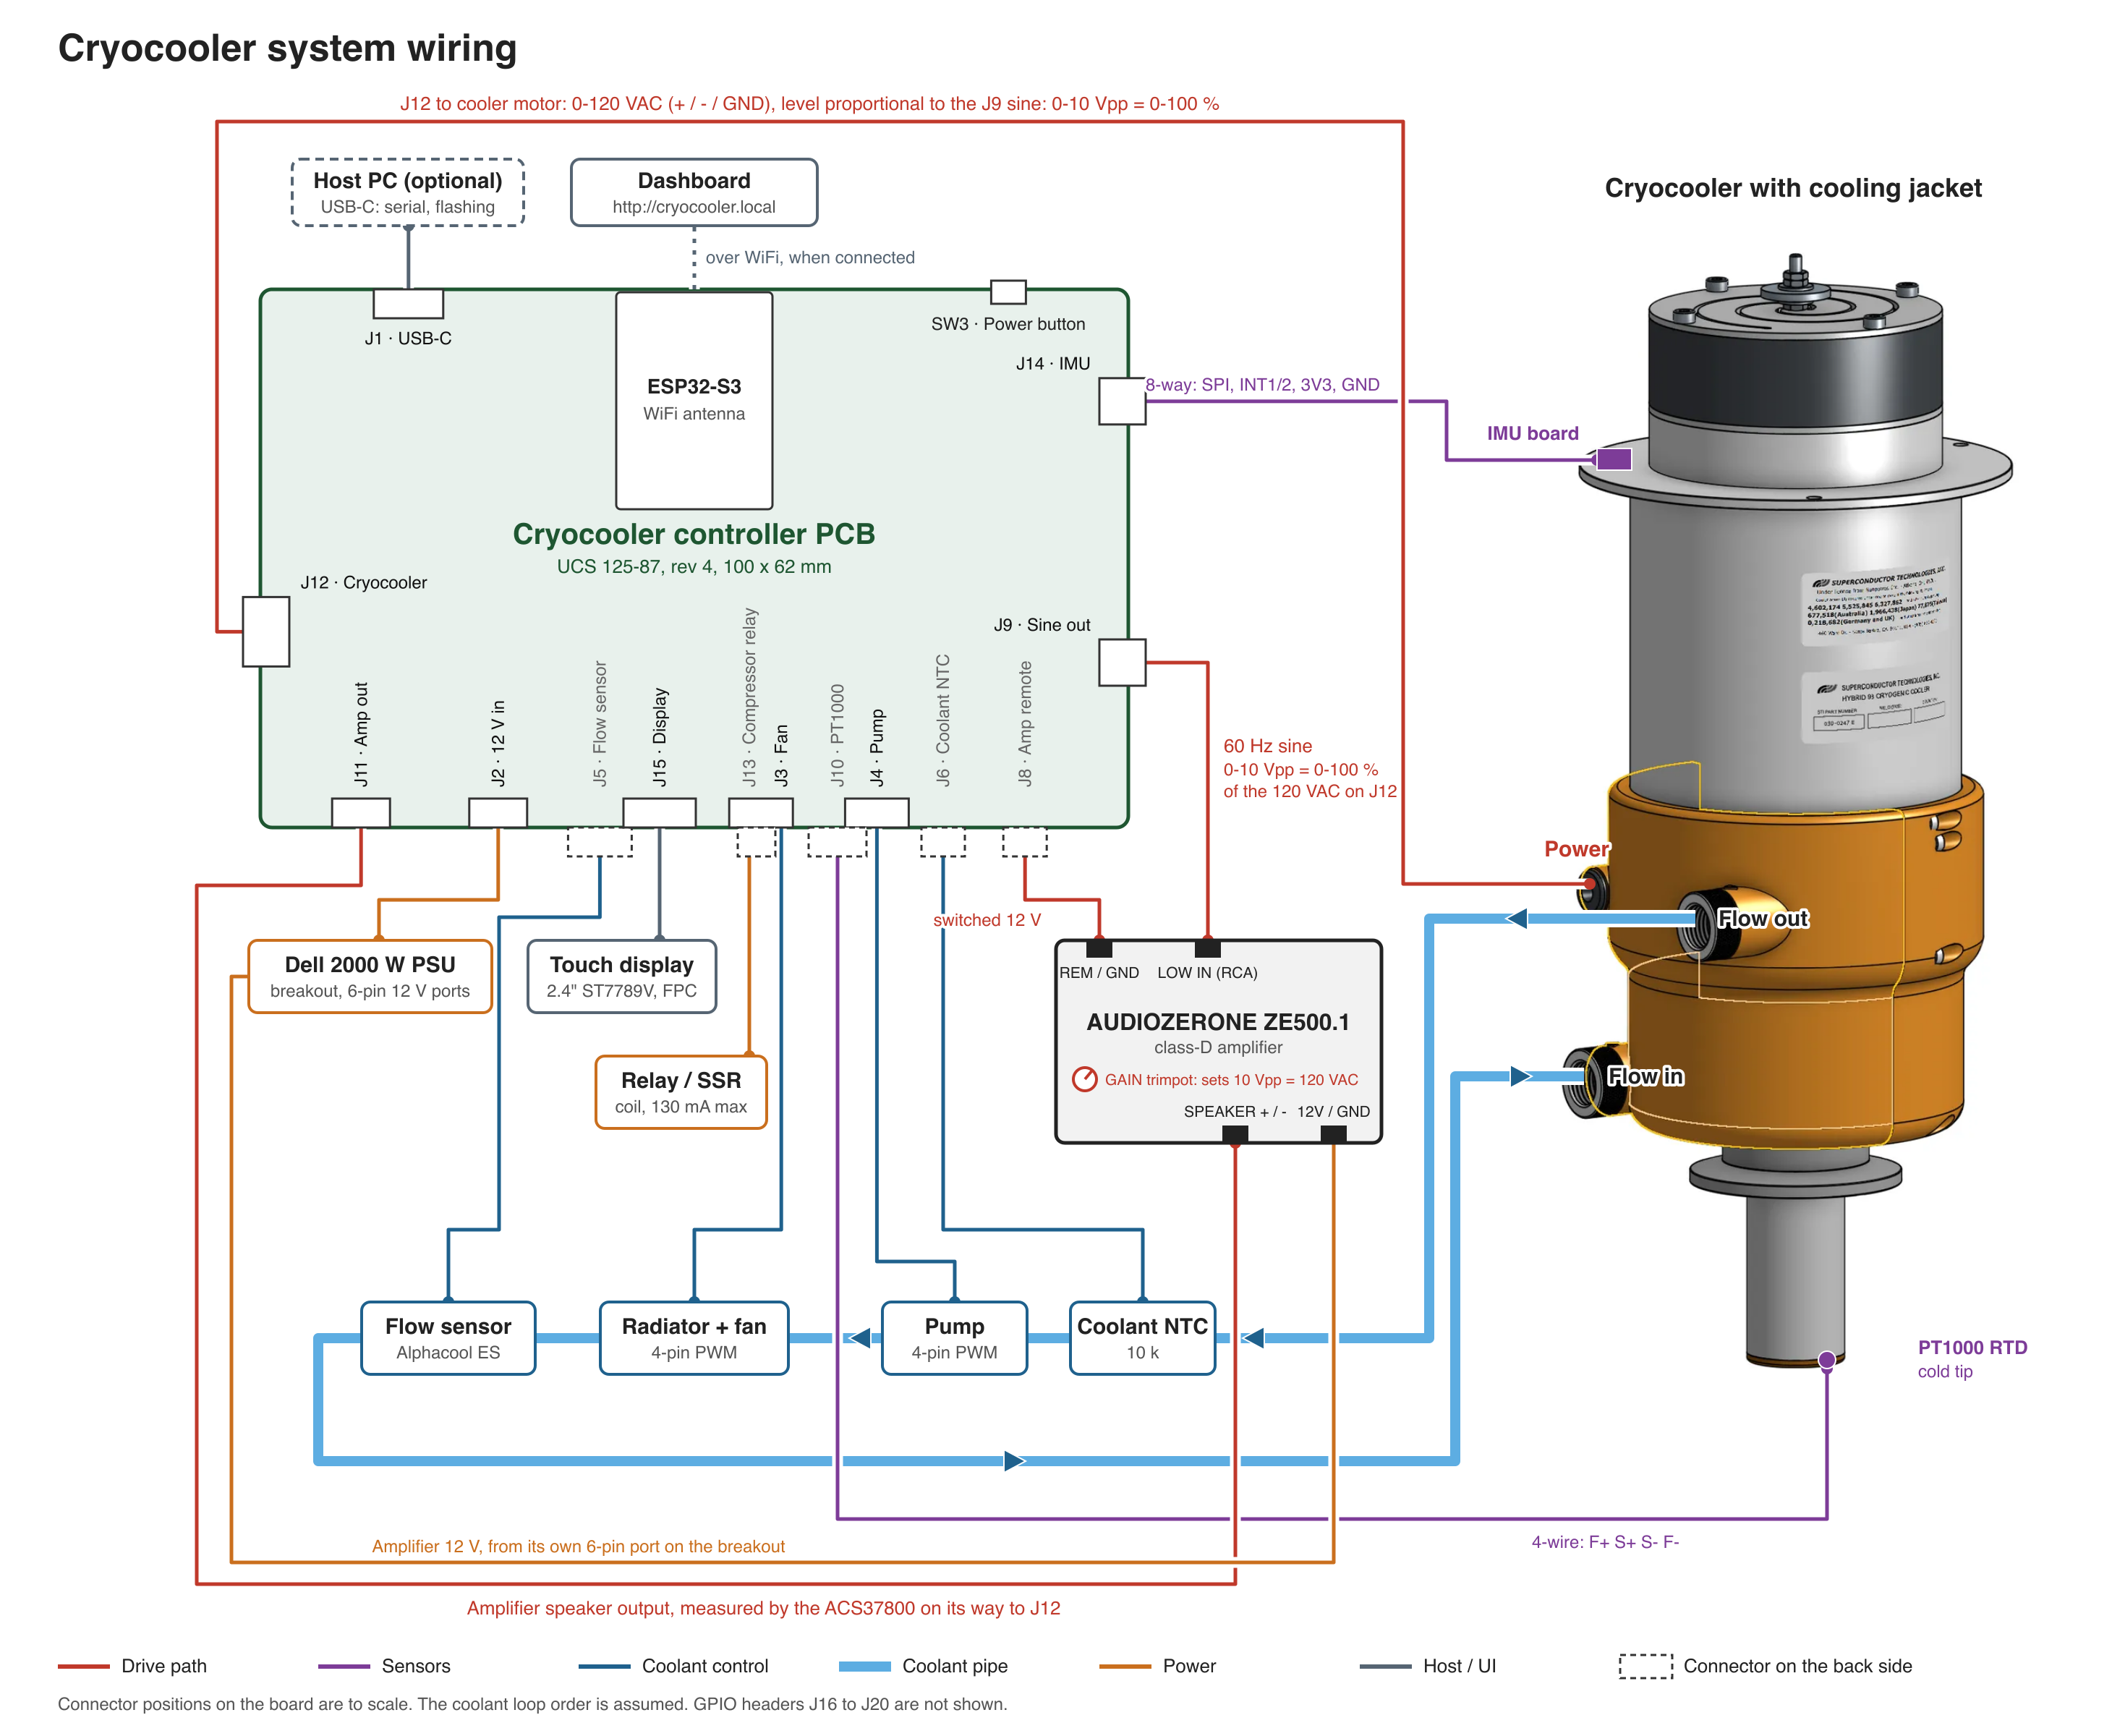 Cryocooler system wiring
J12 to cooler motor: 0-120 VAC (+ / - / GND), level proportional to the J9 sine: 0-10 Vpp = 0-100 %
Host PC (optional)
USB-C: serial, flashing
Dashboard
http://cryocooler.local
over WiFi, when connected
Cryocooler with cooling jacket
J1 · USB-C
ESP32-S3
WiFi antenna
SW3 · Power button
J14 · IMU
8-way: SPI, INT1/2, 3V3, GND
IMU board
Cryocooler controller PCB
UCS 125-87, rev 4, 100 x 62 mm
J12 · Cryocooler
J9 · Sine out
J11 · Amp out
J2 · 12 V in
J5 · Flow sensor
J15 · Display
J13 · Compressor relay
J3 · Fan
J10 · PT1000
J4 · Pump
J6 · Coolant NTC
J8 · Amp remote
60 Hz sine
0-10 Vpp = 0-100 %
of the 120 VAC on J12
SUPERCONDUCTOR TECHNOLOGIES,
SUPERCONDUCTOR TECHNOLOGIES,
CRYOGENIC COOLER
Power
Flow out
Flow in
switched 12 V
Dell 2000 W PSU
breakout, 6-pin 12 V ports
Touch display
2.4" ST7789V, FPC
Relay / SSR
coil, 130 mA max
REM / GND
LOW IN (RCA)
AUDIOZERONE ZE500.1
class-D amplifier
GAIN trimpot: sets 10 Vpp = 120 VAC
SPEAKER + / -
12V / GND
Flow sensor
Alphacool ES
Radiator + fan
4-pin PWM
Pump
4-pin PWM
Coolant NTC
10 k
PT1000 RTD
cold tip
4-wire: F+ S+ S- F-
Amplifier 12 V, from its own 6-pin port on the breakout
Amplifier speaker output, measured by the ACS37800 on its way to J12
Drive path
Sensors
Coolant control
Coolant pipe
Power
Host / UI
Connector on the back side
Connector positions on the board are to scale. The coolant loop order is assumed. GPIO headers J16 to J20 are not shown.